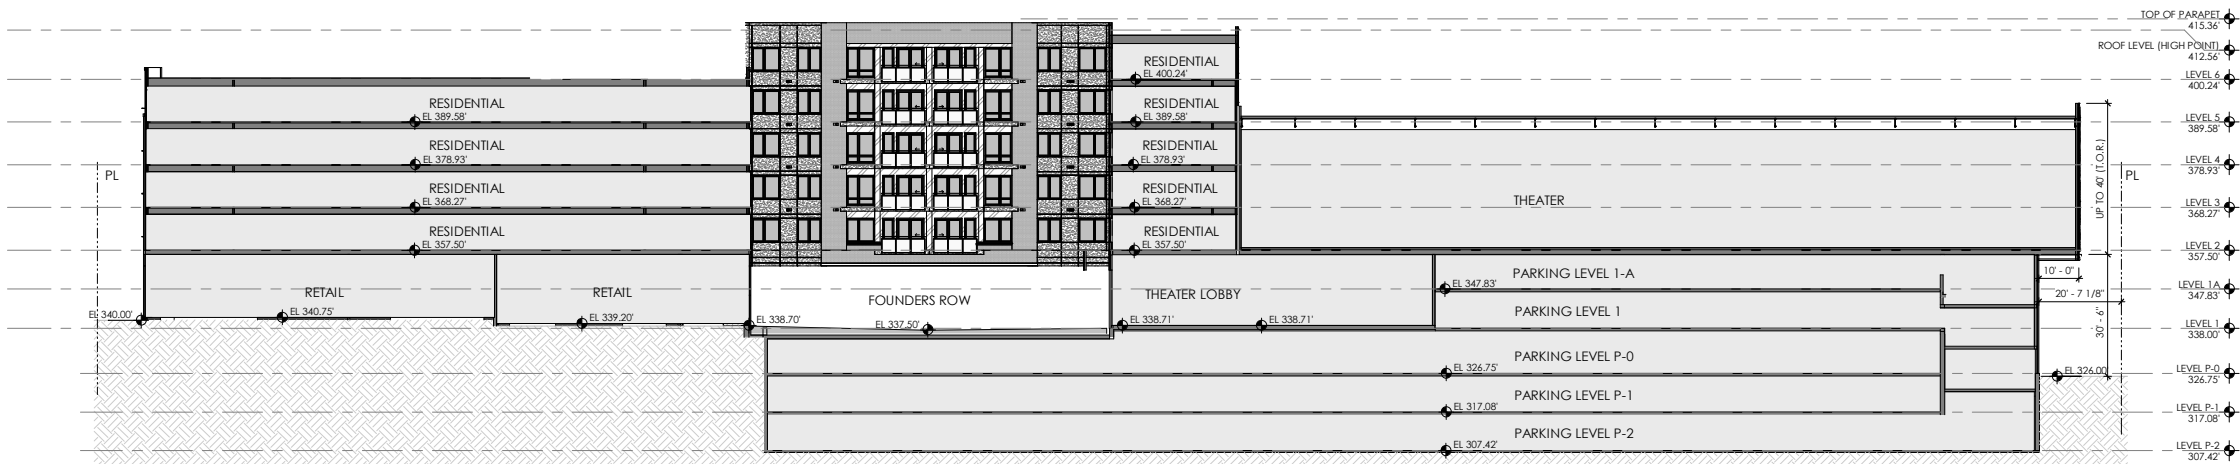 TOP OF PARAPET
415.36'
ROOF LEVEL (HIGH POINT)
412.56'
RESIDENTIAL
EL 400.24'
LEVEL 6
400.24'
RESIDENTIAL
EL 389.58'
RESIDENTIAL
EL 389.58'
LEVEL 5
389.58'
RESIDENTIAL
EL 378.93'
RESIDENTIAL
EL 378.93'
LEVEL 4
378.93'
PL
PL
UP TO 40' (T.O.R.)
RESIDENTIAL
EL 368.27'
RESIDENTIAL
EL 368.27'
THEATER
LEVEL 3
368.27'
RESIDENTIAL
EL 357.50'
RESIDENTIAL
EL 357.50'
LEVEL 2
357.50'
PARKING LEVEL 1-A
EL 347.83'
10' - 0"
LEVEL 1A
347.83'
RETAIL
EL 340.75'
RETAIL
EL 339.20'
FOUNDERS ROW
THEATER LOBBY
20' - 7 1/8"
30' - 6"
PARKING LEVEL 1
EL 340.00'
EL 338.70'
EL 337.50'
EL 338.71'
EL 338.71'
LEVEL 1
338.00'
PARKING LEVEL P-0
EL 326.75'
EL 326.00
LEVEL P-0
326.75'
PARKING LEVEL P-1
EL 317.08'
LEVEL P-1
317.08'
PARKING LEVEL P-2
EL 307.42'
LEVEL P-2
307.42'